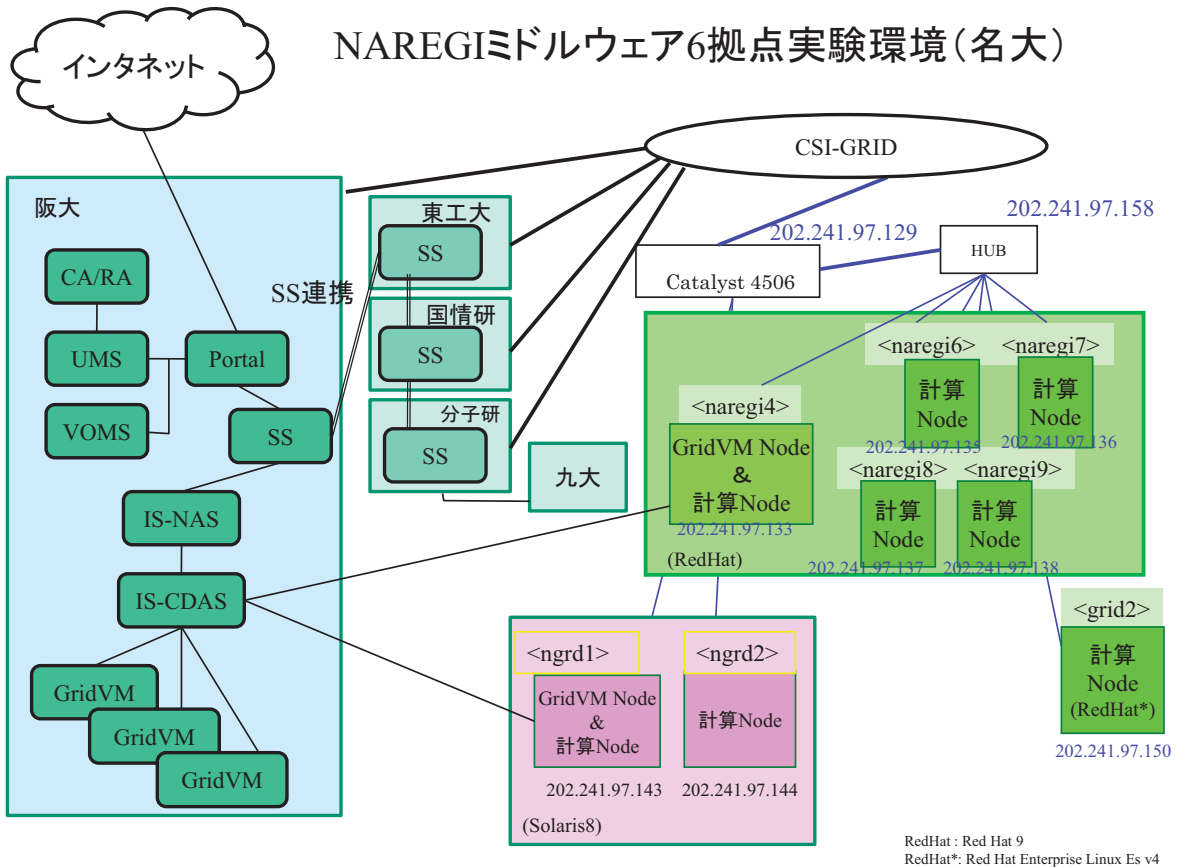 NAREGIミドルウェア6拠点実験環境(名大)
インタネット
CSI-GRID
阪大
東工大
SS
202.241.97.158
202.241.97.129
HUB
Catalyst 4506
CA/RA
SS連携
国情研
SS
UMS
Portal
VOMS
SS
分子研
SS
九大
<naregi6>
<naregi7>
計算
Node
202.241.97.135
計算
Node
202.241.97.136
<naregi4>
GridVM Node
&
計算Node
202.241.97.133
(RedHat)
<naregi8>
<naregi9>
計算
Node
202.241.97.137
計算
Node
202.241.97.138
IS-NAS
IS-CDAS
GridVM
GridVM
GridVM
<ngrd1>
<ngrd2>
GridVM Node
&
計算Node
計算Node
202.241.97.143
202.241.97.144
(Solaris8)
<grid2>
計算
Node
(RedHat*)
202.241.97.150
RedHat : Red Hat 9
RedHat*: Red Hat Enterprise Linux Es v4